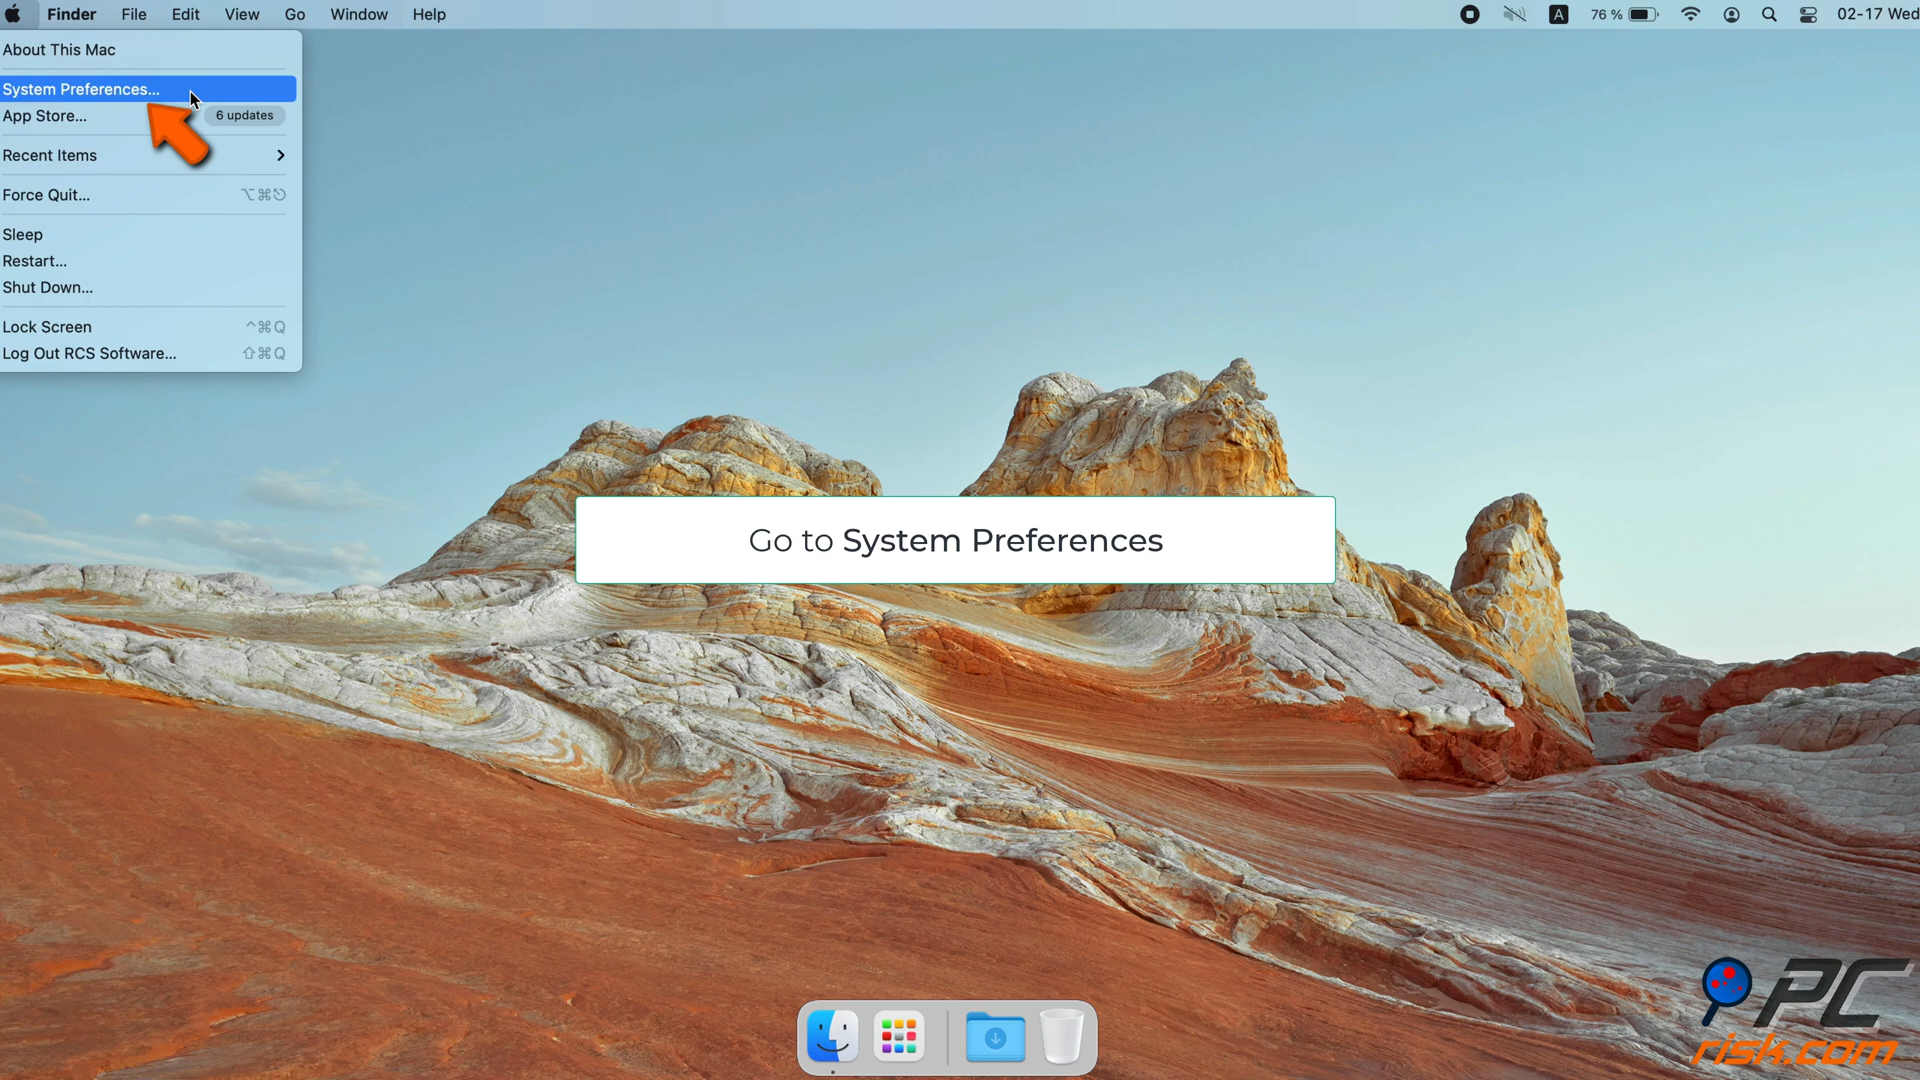 Finder File Edit View Go Window Help A 76 % 02-17 Wed
About This Mac
System Preferences...
App Store... 6 updates
Recent Items
Force Quit... ⌥⌘⎋
Sleep
Restart...
Shut Down...
Lock Screen ^⌘Q
Log Out RCS Software... ⇧⌘Q
Go to System Preferences
PC
risk.com